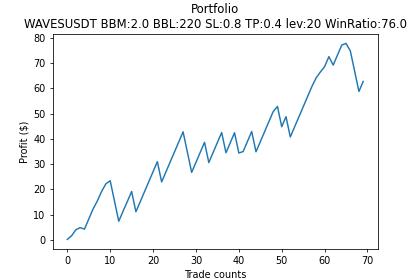 Portfolio
WAVESUSDT BBM:2.0 BBL:220 SL:0.8 TP:0.4 lev:20 WinRatio:76.0
Profit ($)
80
70
60
50
40
30
20
10
0
0 10 20 30 40 50 60 70
Trade counts